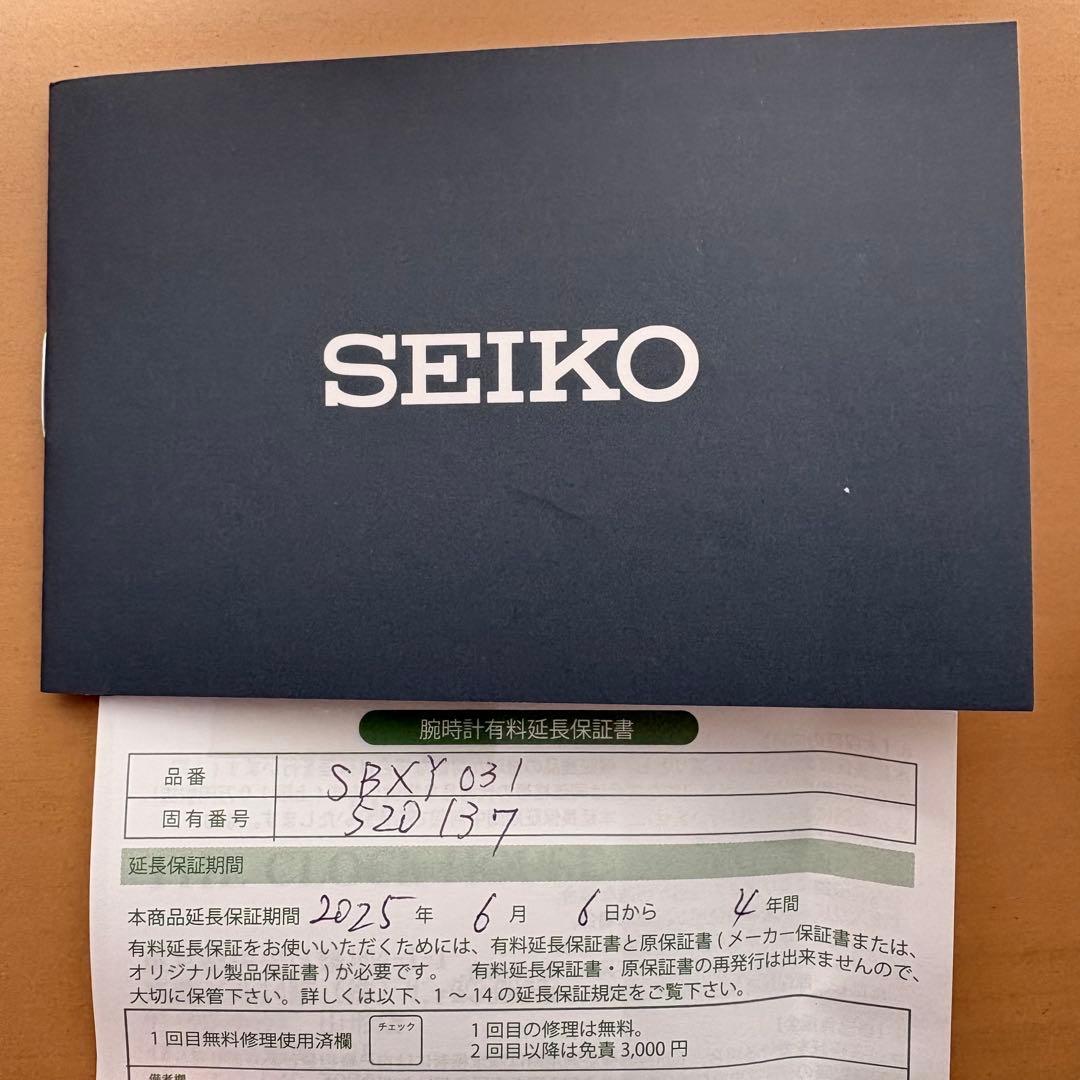 SEIKO
腕時計有料延長保証書
品番 SBXY031
固有番号 520137
延長保証期間
本商品延長保証期間 2025 年 6 月 6 日から 4 年間
有料延長保証をお使いいただくためには、有料延長保証書と原保証書(メーカー保証書または、
オリジナル製品保証書)が必要です。 有料延長保証書・原保証書の再発行は出来ませんので、
大切に保管下さい。詳しくは以下、1～14の延長保証規定をご覧下さい。
1回目無料修理使用済欄 チェック 1回目の修理は無料。
2回目以降は免責3,000円
備考欄